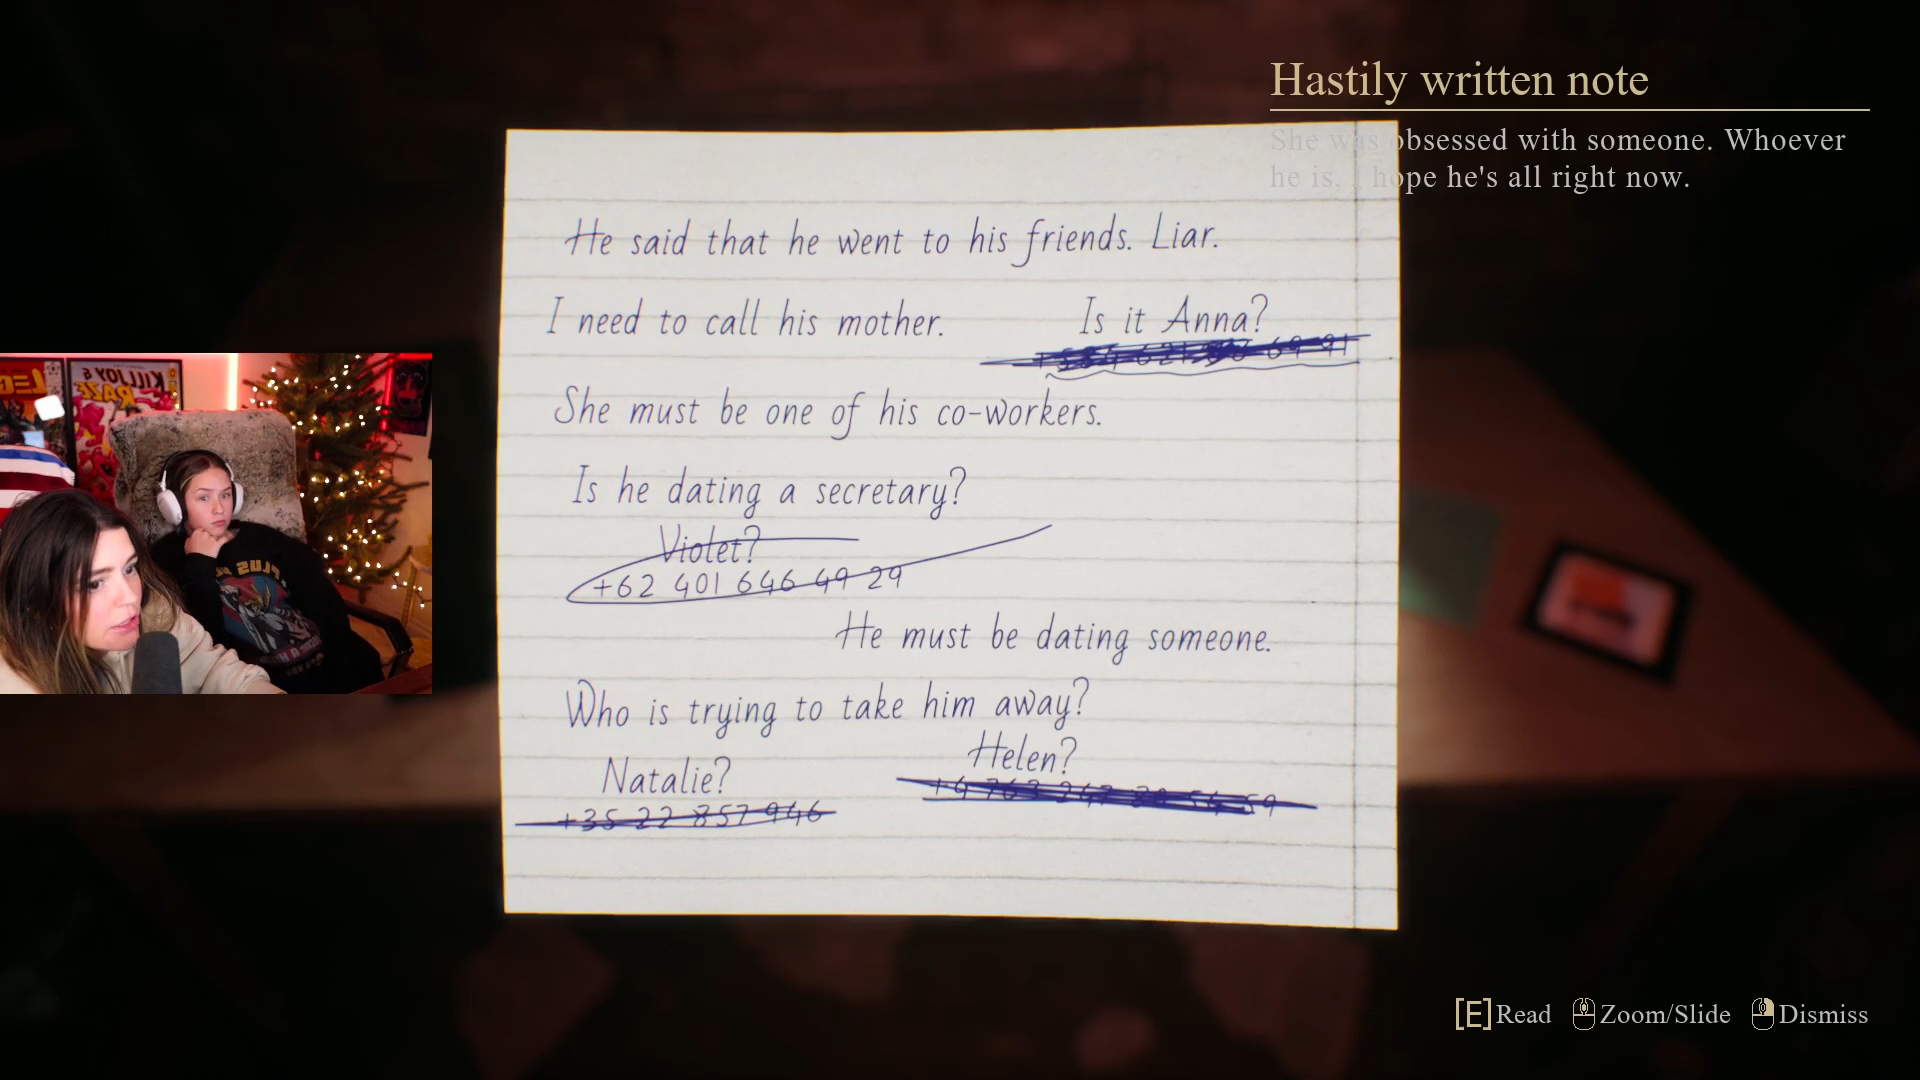 Hastily written note
She was obsessed with someone. Whoever
he is, I hope he's all right now.
He said that he went to his friends. Liar.
I need to call his mother.
Is it Anna?
She must be one of his co-workers.
Is he dating a secretary?
Violet?
+62 401 646 49 29
He must be dating someone.
Who is trying to take him away?
Helen?
Natalie?
+35 22 857 946
[E] Read
Zoom/Slide
Dismiss
KILLJOY 6
RAZE